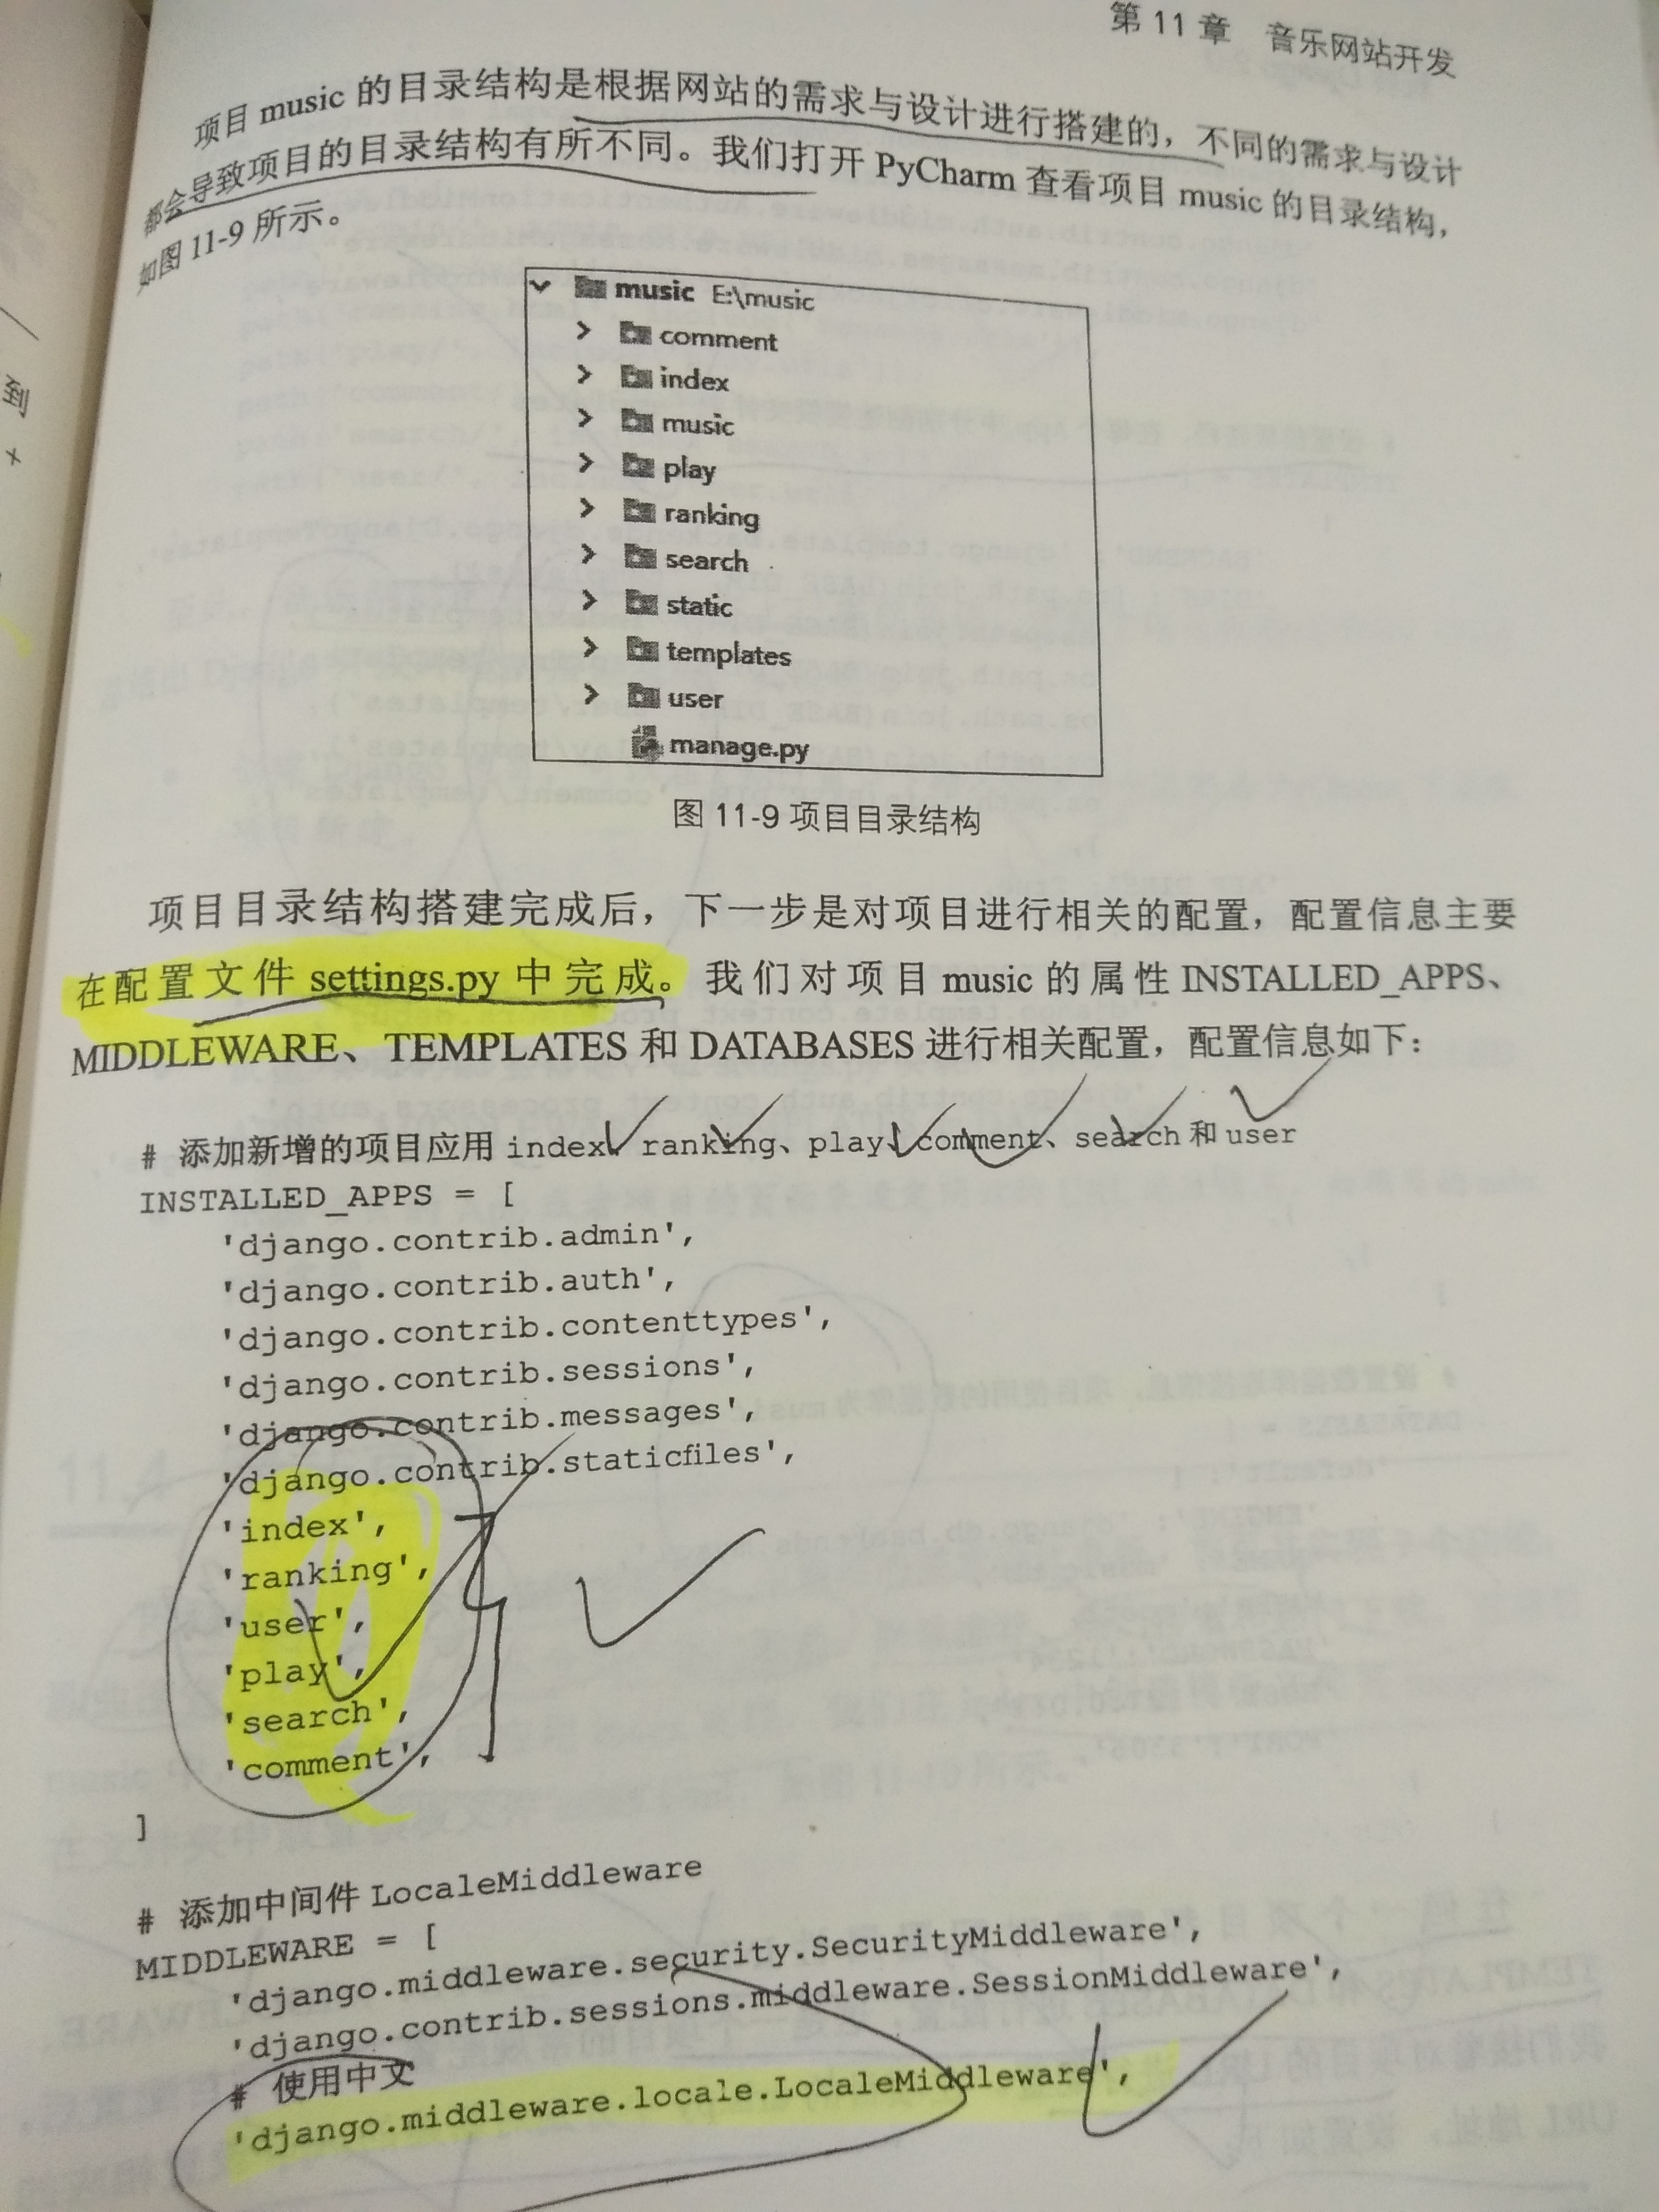 第 11 章 音乐网站开发
项目 music 的目录结构是根据网站的需求与设计进行搭建的，不同的需求与设计
都会导致项目的目录结构有所不同。我们打开 PyCharm 查看项目 music 的目录结构，
如图 11-9 所示。
music E:\music
comment
index
music
play
ranking
search
static
templates
user
manage.py
图 11-9 项目目录结构
项目目录结构搭建完成后，下一步是对项目进行相关的配置，配置信息主要
在配置文件 settings.py 中完成。我们对项目 music 的属性 INSTALLED_APPS、
MIDDLEWARE、TEMPLATES 和 DATABASES 进行相关配置，配置信息如下：
# 添加新增的项目应用 index、ranking、play、comment、search 和 user
INSTALLED_APPS = [
'django.contrib.admin',
'django.contrib.auth',
'django.contrib.contenttypes',
'django.contrib.sessions',
'django.contrib.messages',
'django.contrib.staticfiles',
'index',
'ranking',
'user',
'play',
'search',
'comment',
]
# 添加中间件 LocaleMiddleware
MIDDLEWARE = [
'django.middleware.security.SecurityMiddleware',
'django.contrib.sessions.middleware.SessionMiddleware',
# 使用中文
'django.middleware.locale.LocaleMiddleware',
到